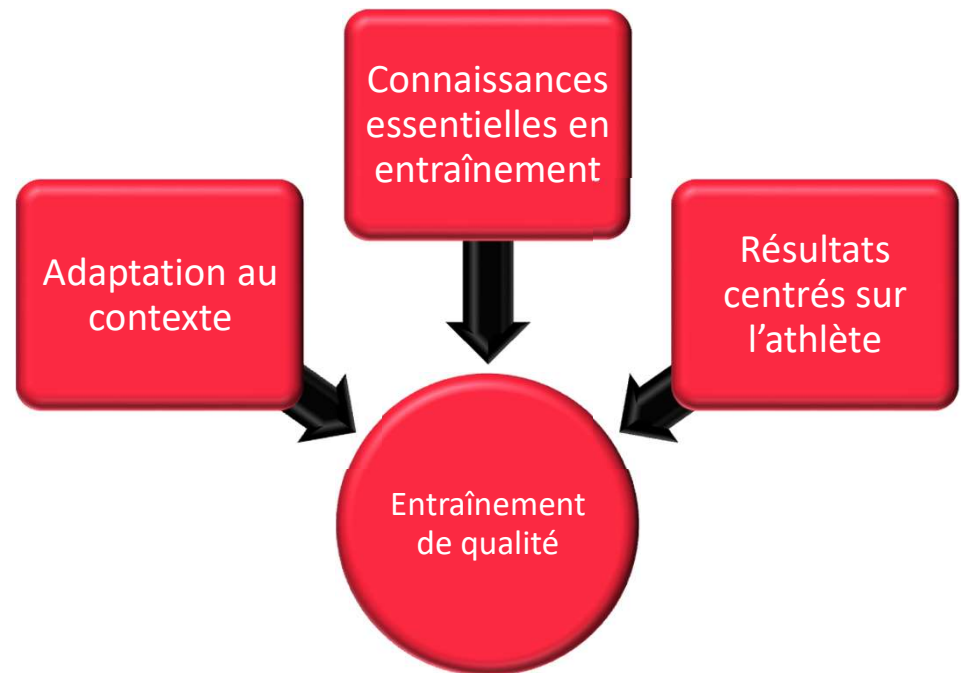 Connaissances
essentielles en
entraînement
Adaptation au
contexte
Résultats
centrés sur
l’athlète
Entraînement
de qualité